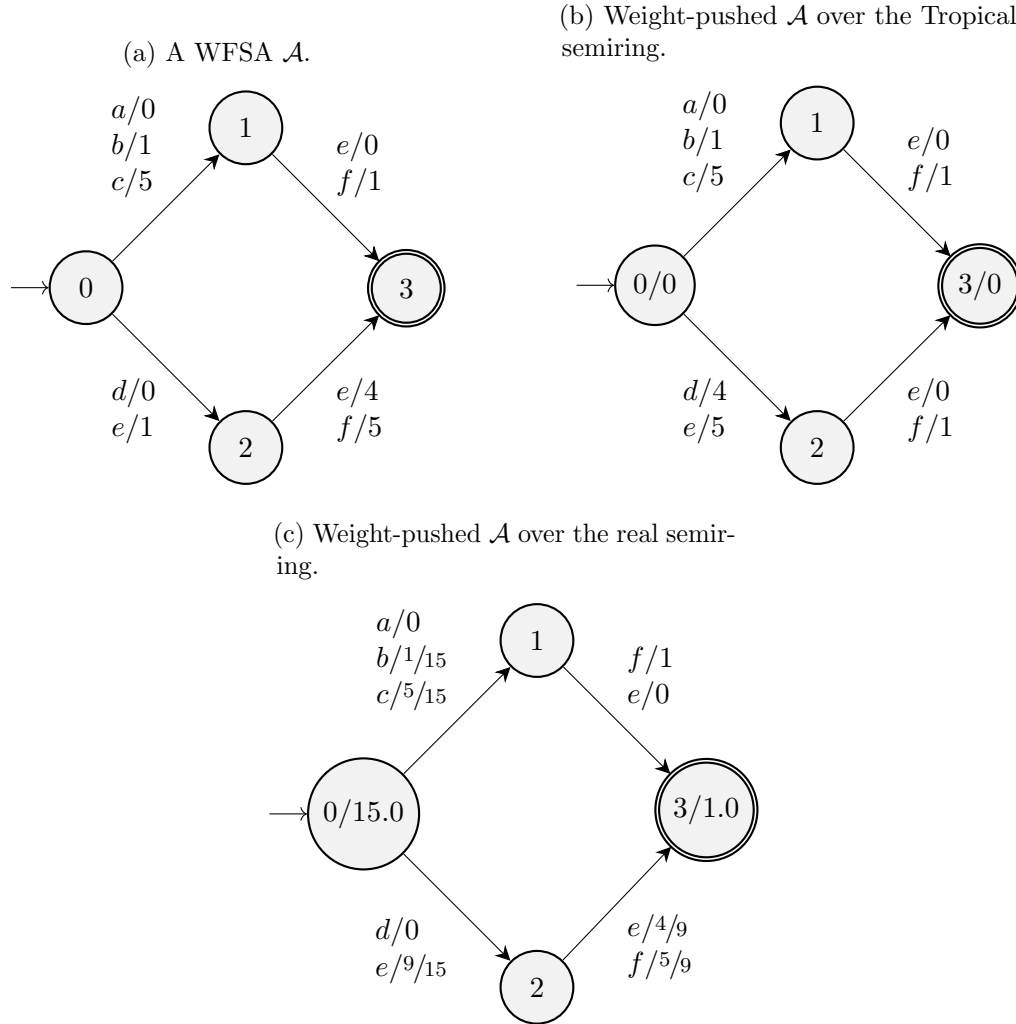 (a) A WFSA 𝒜.
a/0
b/1
c/5
1
e/0
f/1
0
3
d/0
e/1
2
e/4
f/5
(b) Weight-pushed 𝒜 over the Tropical
semiring.
a/0
b/1
c/5
1
e/0
f/1
0/0
3/0
d/4
e/5
2
e/0
f/1
(c) Weight-pushed 𝒜 over the real semir-
ing.
a/0
b/1/15
c/5/15
1
f/1
e/0
0/15.0
3/1.0
d/0
e/9/15
2
e/4/9
f/5/9